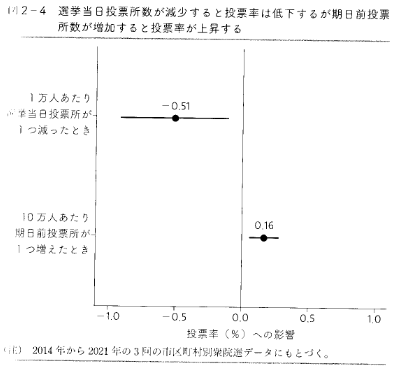 図2-4 選挙当日投票所数が減少すると投票率は低下するが期日前投票
所数が増加すると投票率が上昇する
1万人あたり
選挙当日投票所が
1つ減ったとき
-0.51
10万人あたり
期日前投票所が
1つ増えたとき
0.16
-1.0 -0.5 0.0 0.5 1.0
投票率(%)への影響
(注) 2014年から2021年の3回の市区町村別衆院選データにもとづく。